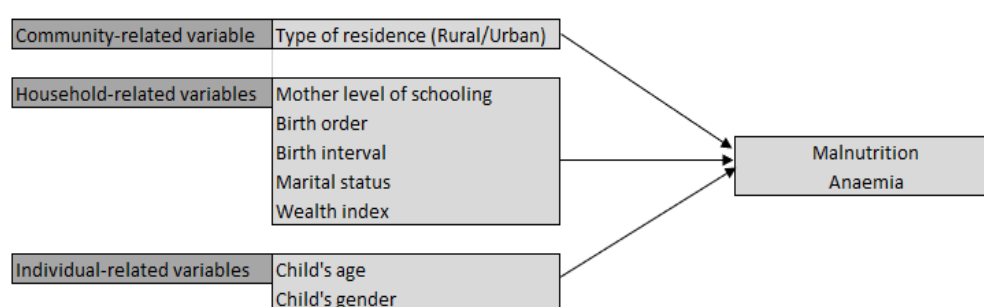 Community-related variable Type of residence (Rural/Urban)
Household-related variables Mother level of schooling
Birth order
Birth interval
Marital status
Wealth index
Malnutrition
Anaemia
Individual-related variables Child's age
Child's gender